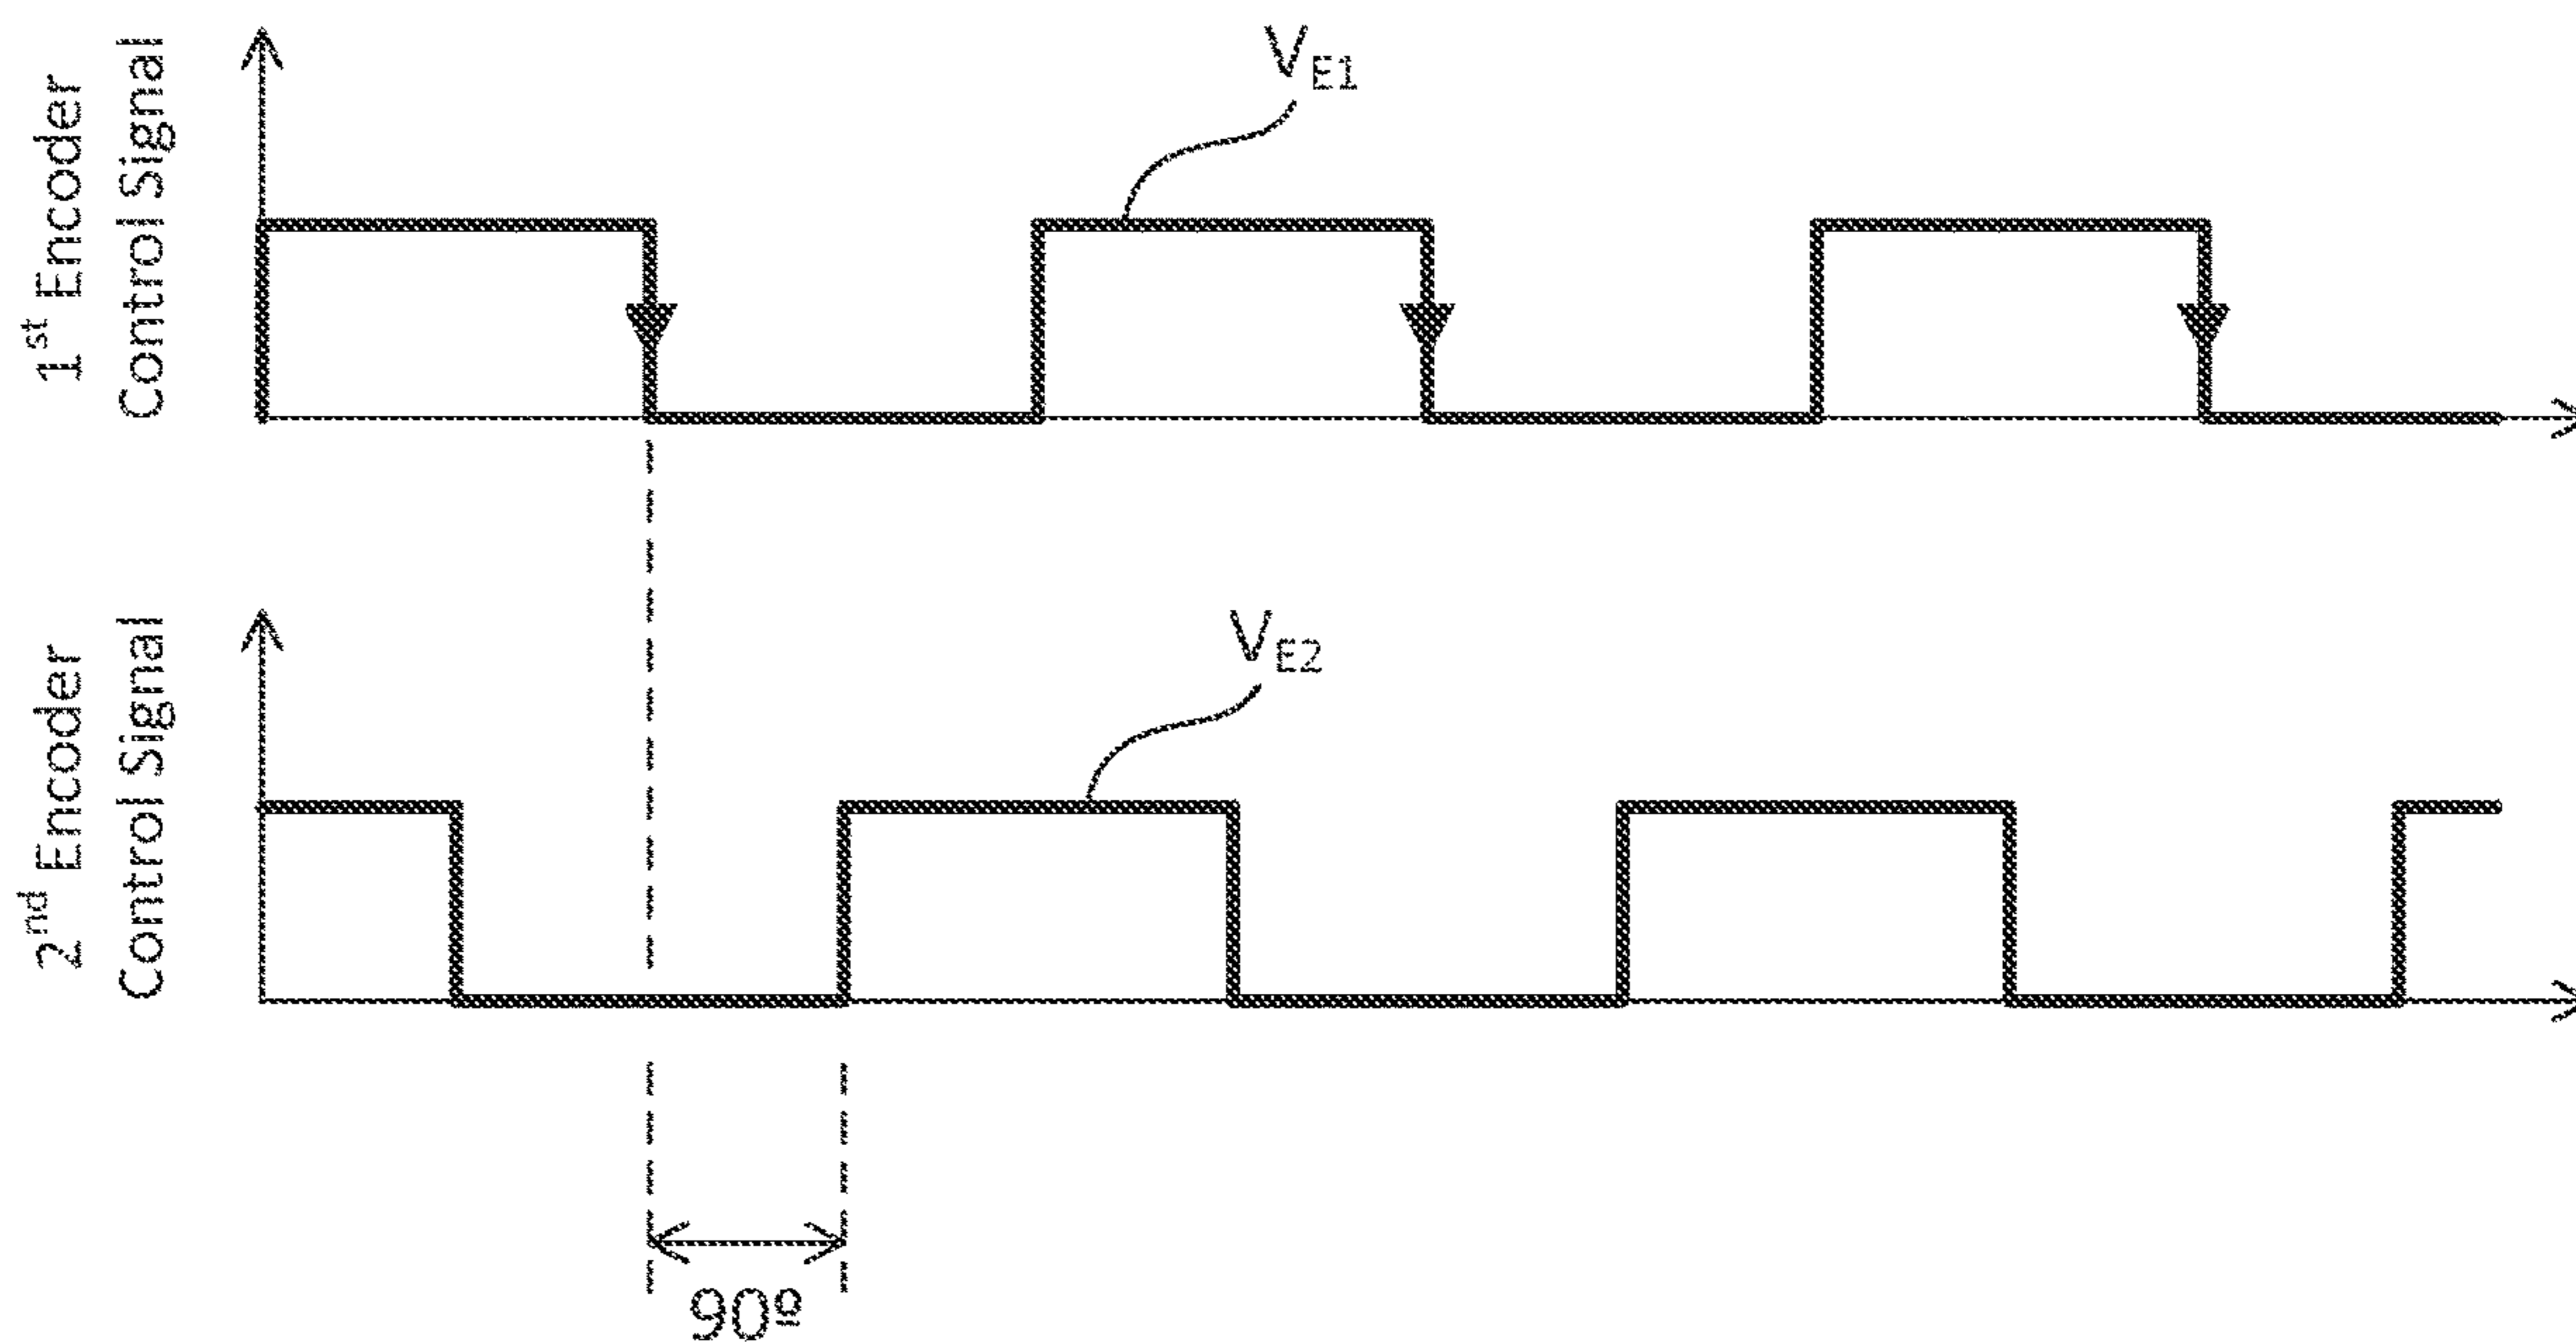 1st Encoder
Control Signal
VE1
2nd Encoder
Control Signal
VE2
90º